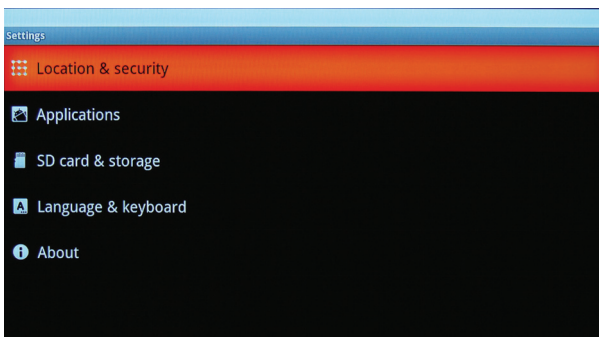 Settings
Location & security
Applications
SD card & storage
Language & keyboard
About